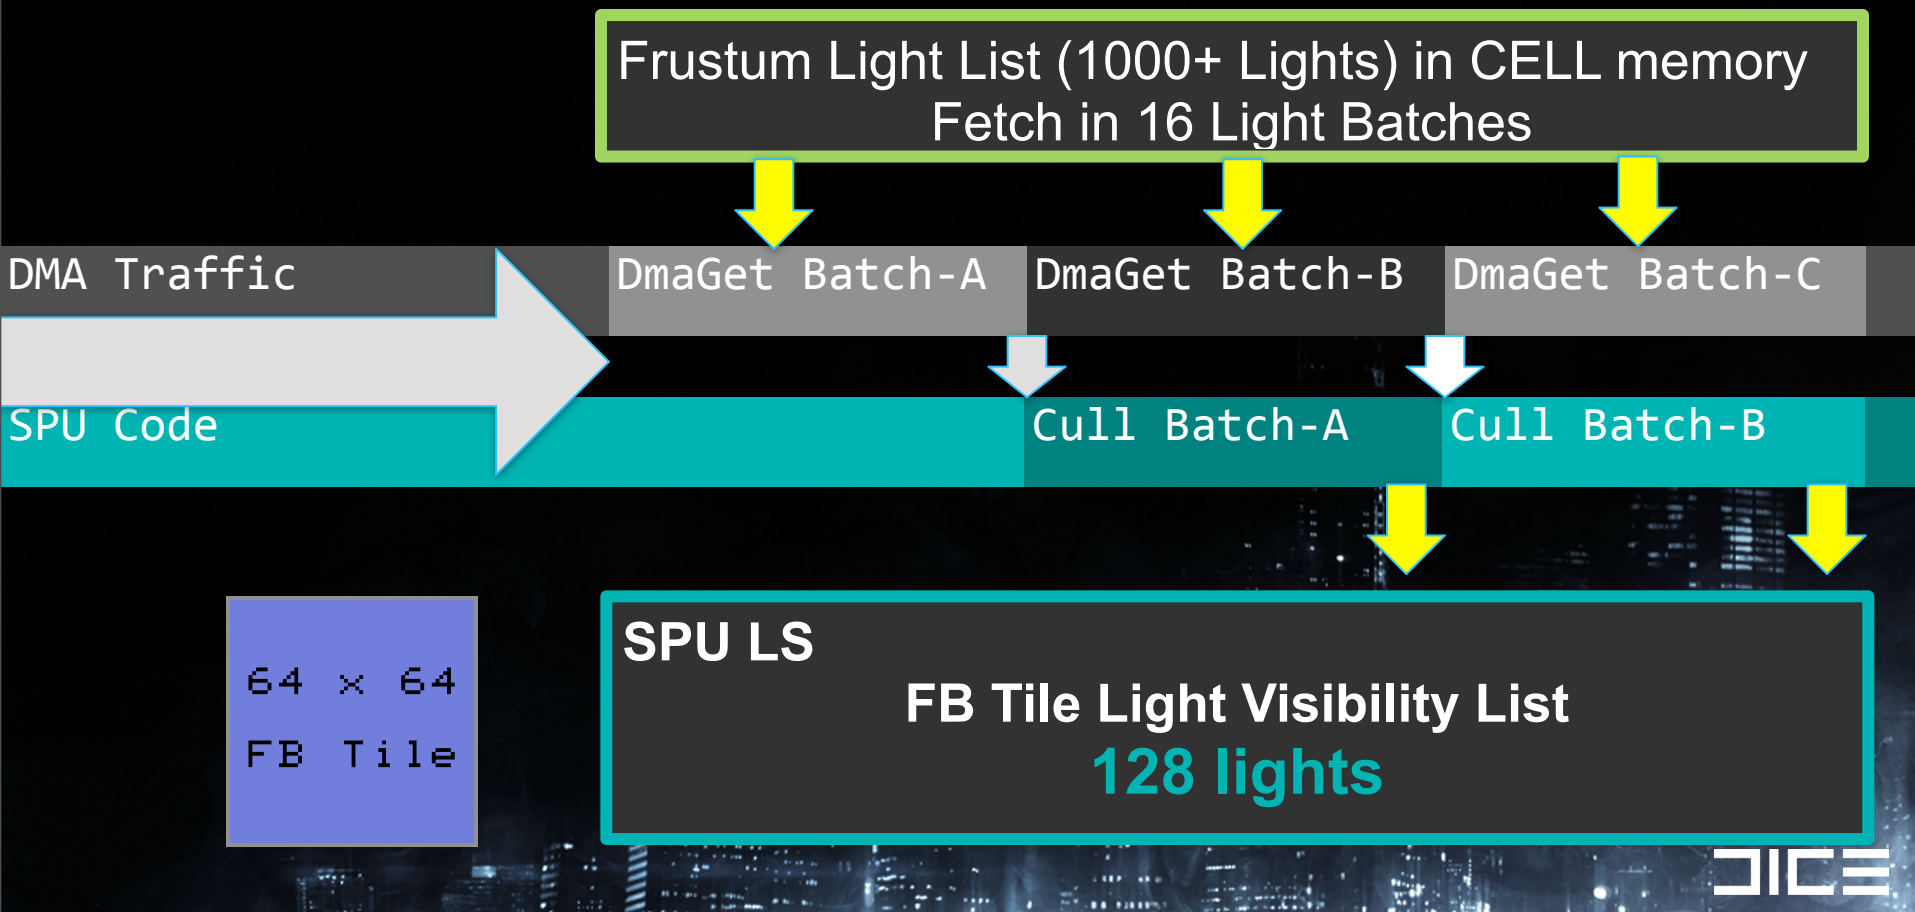 Frustum Light List (1000+ Lights) in CELL memory
Fetch in 16 Light Batches
DMA Traffic
DmaGet Batch-A
DmaGet Batch-B
DmaGet Batch-C
SPU Code
Cull Batch-A
Cull Batch-B
64 x 64
FB Tile
SPU LS
FB Tile Light Visibility List
128 lights
DICE